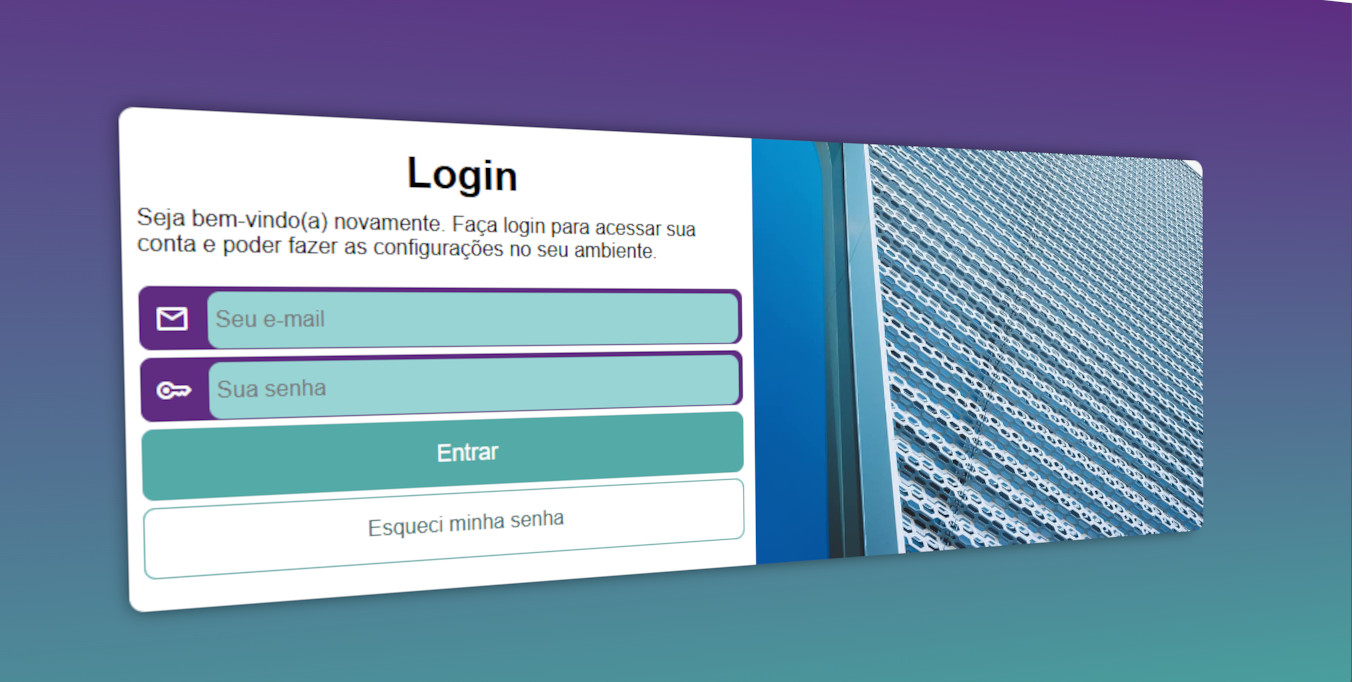 Login
Seja bem-vindo(a) novamente. Faça login para acessar sua
conta e poder fazer as configurações no seu ambiente.
Seu e-mail
Sua senha
Entrar
Esqueci minha senha